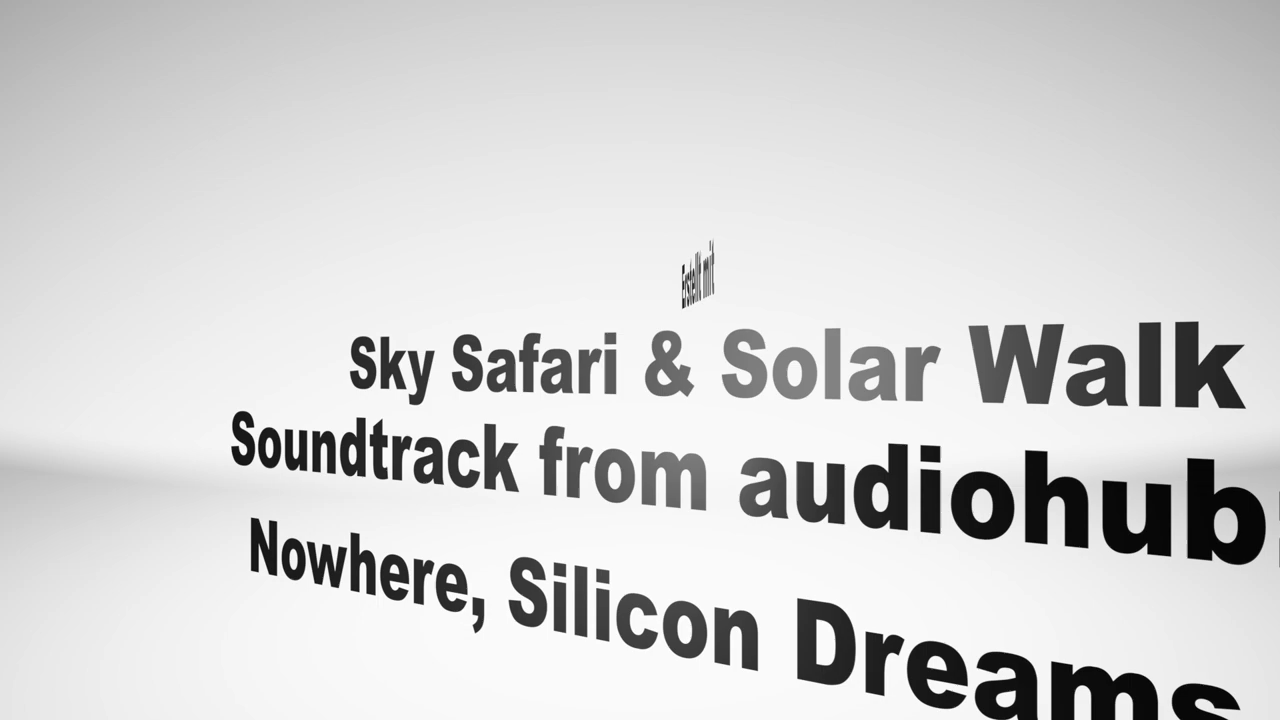 Erstellt mit
Sky Safari & Solar Walk
Soundtrack from audiohub.
Nowhere, Silicon Dreams